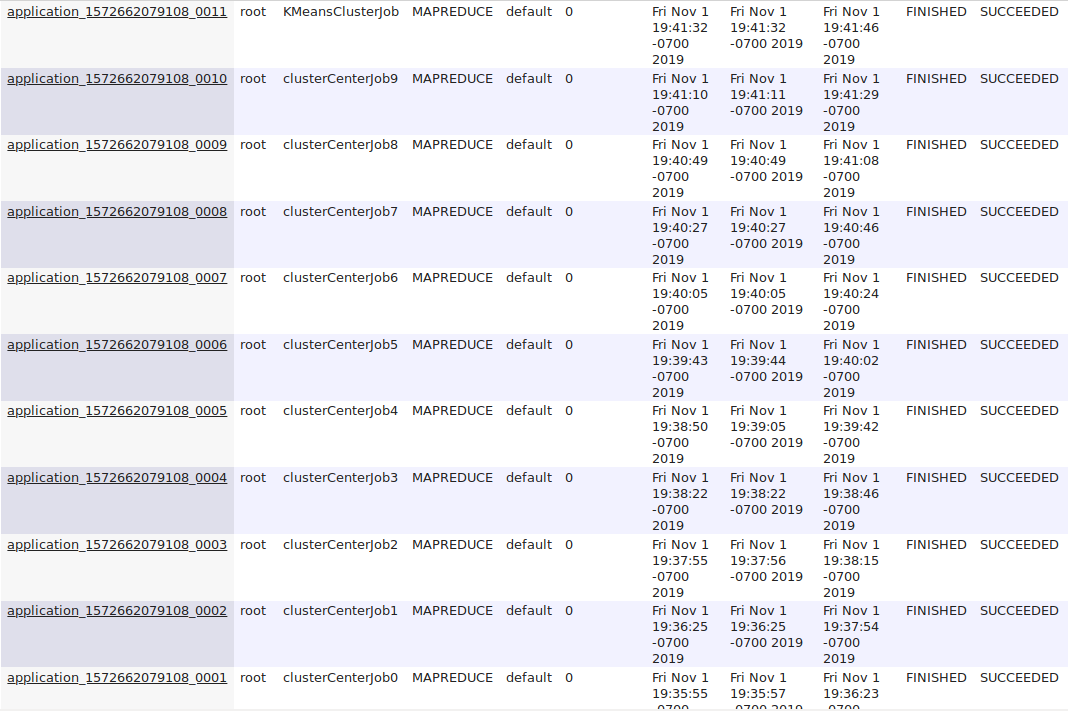 application_1572662079108_0011 root KMeansClusterJob MAPREDUCE default 0 Fri Nov 1 Fri Nov 1 Fri Nov 1 FINISHED SUCCEEDED
19:41:32 19:41:32 19:41:46
-0700 -0700 2019 -0700
2019 2019
application_1572662079108_0010 root clusterCenterJob9 MAPREDUCE default 0 Fri Nov 1 Fri Nov 1 Fri Nov 1 FINISHED SUCCEEDED
19:41:10 19:41:11 19:41:29
-0700 -0700 2019 -0700
2019 2019
application_1572662079108_0009 root clusterCenterJob8 MAPREDUCE default 0 Fri Nov 1 Fri Nov 1 Fri Nov 1 FINISHED SUCCEEDED
19:40:49 19:40:49 19:41:08
-0700 -0700 2019 -0700
2019 2019
application_1572662079108_0008 root clusterCenterJob7 MAPREDUCE default 0 Fri Nov 1 Fri Nov 1 Fri Nov 1 FINISHED SUCCEEDED
19:40:27 19:40:27 19:40:46
-0700 -0700 2019 -0700
2019 2019
application_1572662079108_0007 root clusterCenterJob6 MAPREDUCE default 0 Fri Nov 1 Fri Nov 1 Fri Nov 1 FINISHED SUCCEEDED
19:40:05 19:40:05 19:40:24
-0700 -0700 2019 -0700
2019 2019
application_1572662079108_0006 root clusterCenterJob5 MAPREDUCE default 0 Fri Nov 1 Fri Nov 1 Fri Nov 1 FINISHED SUCCEEDED
19:39:43 19:39:44 19:40:02
-0700 -0700 2019 -0700
2019 2019
application_1572662079108_0005 root clusterCenterJob4 MAPREDUCE default 0 Fri Nov 1 Fri Nov 1 Fri Nov 1 FINISHED SUCCEEDED
19:38:50 19:39:05 19:39:42
-0700 -0700 2019 -0700
2019 2019
application_1572662079108_0004 root clusterCenterJob3 MAPREDUCE default 0 Fri Nov 1 Fri Nov 1 Fri Nov 1 FINISHED SUCCEEDED
19:38:22 19:38:22 19:38:46
-0700 -0700 2019 -0700
2019 2019
application_1572662079108_0003 root clusterCenterJob2 MAPREDUCE default 0 Fri Nov 1 Fri Nov 1 Fri Nov 1 FINISHED SUCCEEDED
19:37:55 19:37:56 19:38:15
-0700 -0700 2019 -0700
2019 2019
application_1572662079108_0002 root clusterCenterJob1 MAPREDUCE default 0 Fri Nov 1 Fri Nov 1 Fri Nov 1 FINISHED SUCCEEDED
19:36:25 19:36:25 19:37:54
-0700 -0700 2019 -0700
2019 2019
application_1572662079108_0001 root clusterCenterJob0 MAPREDUCE default 0 Fri Nov 1 Fri Nov 1 Fri Nov 1 FINISHED SUCCEEDED
19:35:55 19:35:57 19:36:23